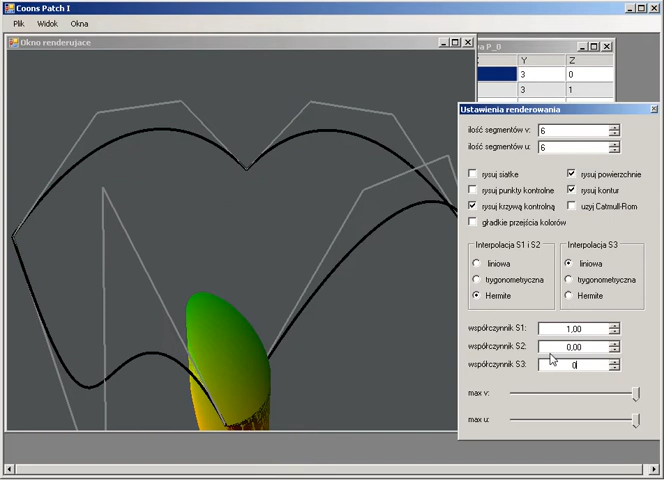 Coons Patch I
Plik Widok Okna
Okno renderujace
a P_0
Y Z
3 0
3 1
Ustawienia renderowania
ilość segmentów v: 6
ilość segmentów u: 6
rysuj siatke
rysuj powierzchnie
rysuj punkty kontrolne
rysuj kontur
rysuj krzywą kontrolną
uzyj Catmull-Rom
gładkie przejścia kolorów
Interpolacja S1 i S2
liniowa
trygonometryczna
Hermite
Interpolacja S3
liniowa
trygonometryczna
Hermite
współczynnik S1: 1,00
współczynnik S2: 0,00
współczynnik S3: 0
max v:
max u: